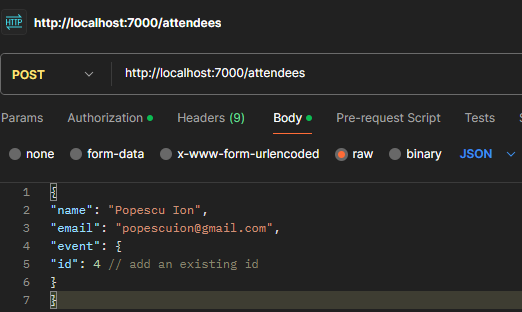 HTTP http://localhost:7000/attendees
POST http://localhost:7000/attendees
Params Authorization Headers (9) Body Pre-request Script Tests
none form-data x-www-form-urlencoded raw binary JSON
1 {
2 "name": "Popescu Ion",
3 "email": "popescuion@gmail.com",
4 "event": {
5 "id": 4 // add an existing id
6 }
7 }